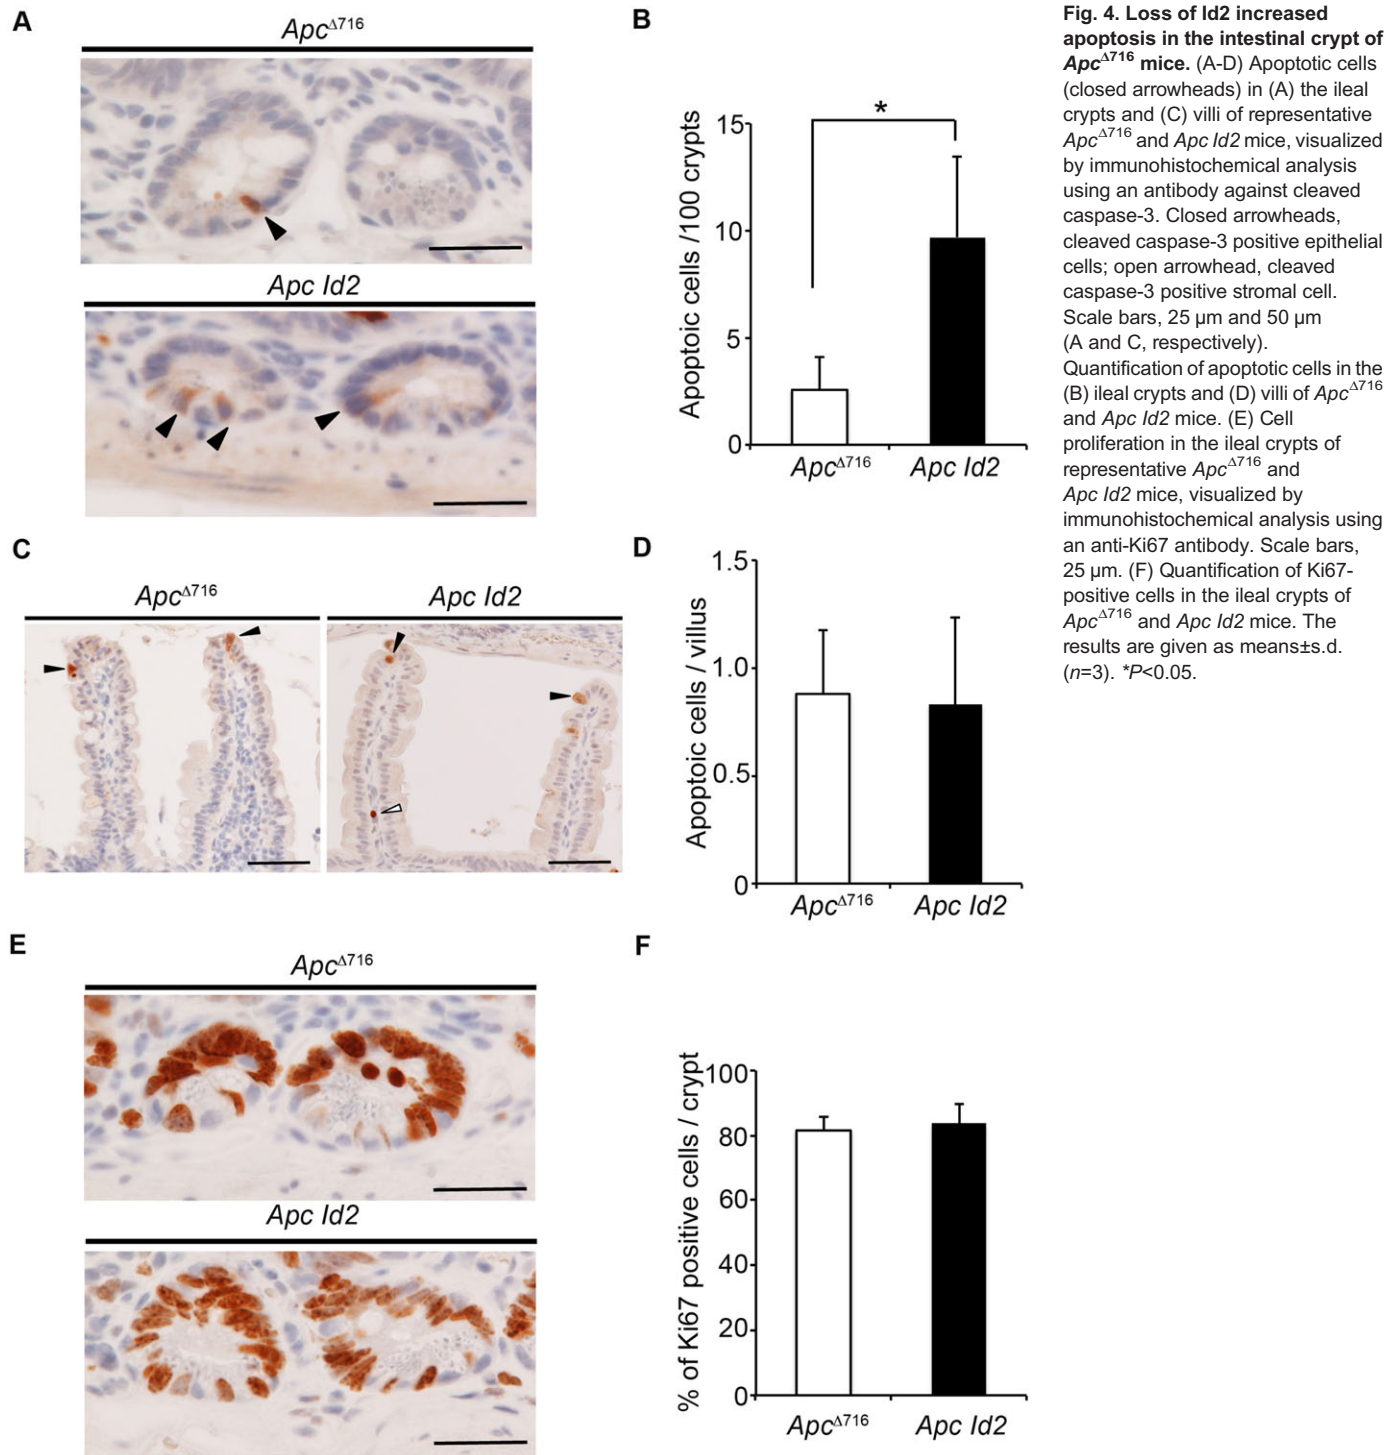 A
Apc^Δ716
Apc Id2
B
Apoptoic cells /100 crypts
15
10
5
0
*
Apc^Δ716
Apc Id2
Fig. 4. Loss of Id2 increased
apoptosis in the intestinal crypt of
Apc^Δ716 mice. (A-D) Apoptotic cells
(closed arrowheads) in (A) the ileal
crypts and (C) villi of representative
Apc^Δ716 and Apc Id2 mice, visualized
by immunohistochemical analysis
using an antibody against cleaved
caspase-3. Closed arrowheads,
cleaved caspase-3 positive epithelial
cells; open arrowhead, cleaved
caspase-3 positive stromal cell.
Scale bars, 25 µm and 50 µm
(A and C, respectively).
Quantification of apoptotic cells in the
(B) ileal crypts and (D) villi of Apc^Δ716
and Apc Id2 mice. (E) Cell
proliferation in the ileal crypts of
representative Apc^Δ716 and
Apc Id2 mice, visualized by
immunohistochemical analysis using
an anti-Ki67 antibody. Scale bars,
25 µm. (F) Quantification of Ki67-
positive cells in the ileal crypts of
Apc^Δ716 and Apc Id2 mice. The
results are given as means±s.d.
(n=3). *P<0.05.
C
Apc^Δ716
Apc Id2
D
Apoptoic cells / villus
1.5
1.0
0.5
0
Apc^Δ716
Apc Id2
E
Apc^Δ716
Apc Id2
F
% of Ki67 positive cells / crypt
100
80
60
40
20
0
Apc^Δ716
Apc Id2